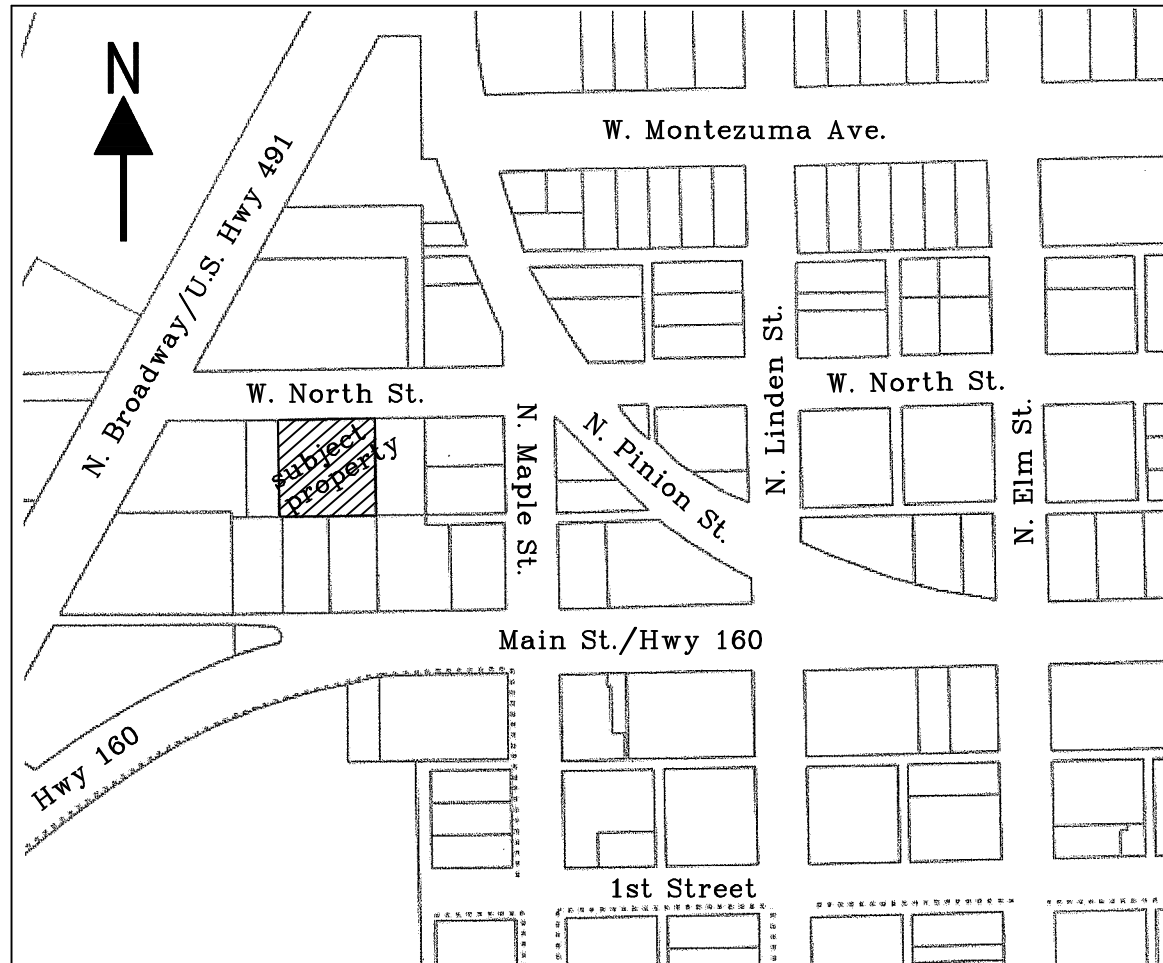 N
W. Montezuma Ave.
N. Broadway/U.S. Hwy 491
N. Linden St.
W. North St.
W. North St.
subject
property
N. Maple St.
N. Pinion St.
N. Elm St.
Main St./Hwy 160
Hwy 160
1st Street